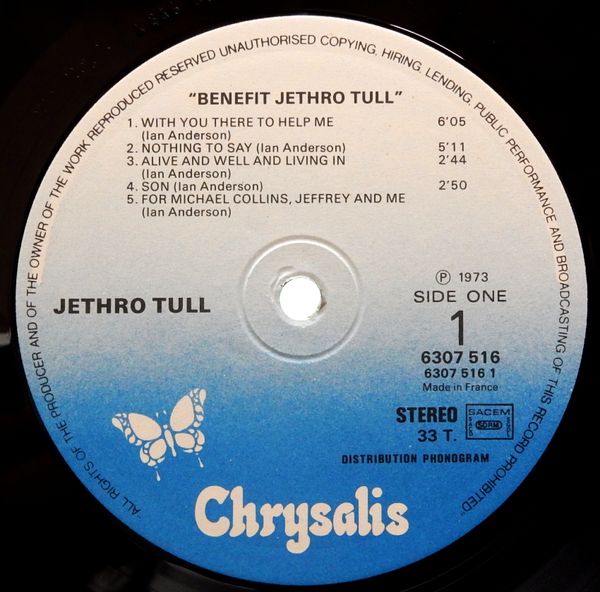 "ALL RIGHTS OF THE PRODUCER AND OF THE OWNER OF THE WORK REPRODUCED RESERVED UNAUTHORISED COPYING, HIRING, LENDING, PUBLIC PERFORMANCE AND BROADCASTING OF THIS RECORD PROHIBITED"
"BENEFIT JETHRO TULL"
1. WITH YOU THERE TO HELP ME 6'05
(Ian Anderson)
2. NOTHING TO SAY (Ian Anderson) 5'11
3. ALIVE AND WELL AND LIVING IN 2'44
(Ian Anderson)
4. SON (Ian Anderson) 2'50
5. FOR MICHAEL COLLINS, JEFFREY AND ME
(Ian Anderson)
℗ 1973
JETHRO TULL
SIDE ONE
1
6307 516
6307 516 1
Made in France
STEREO
33 T.
SACEM
SDRM
DISTRIBUTION PHONOGRAM
Chrysalis